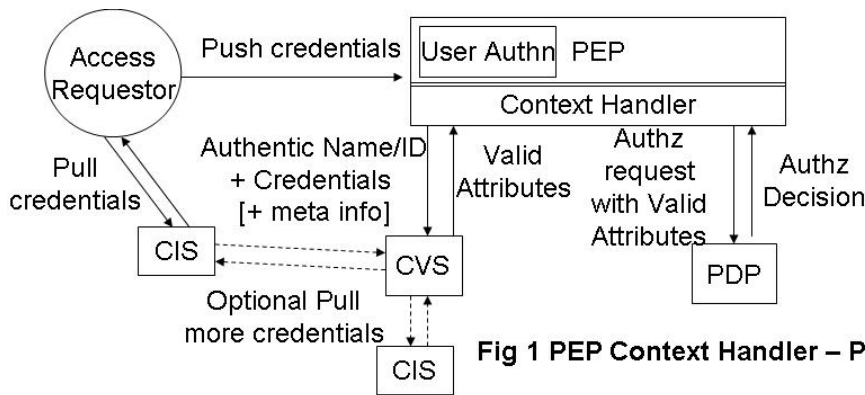 Access
Requestor
Push credentials
User Authn
PEP
Context Handler
Pull
credentials
Authentic Name/ID
+ Credentials
[+ meta info]
Valid
Attributes
Authz
request
with Valid
Attributes
Authz
Decision
CIS
CVS
PDP
Optional Pull
more credentials
CIS
Fig 1 PEP Context Handler – P